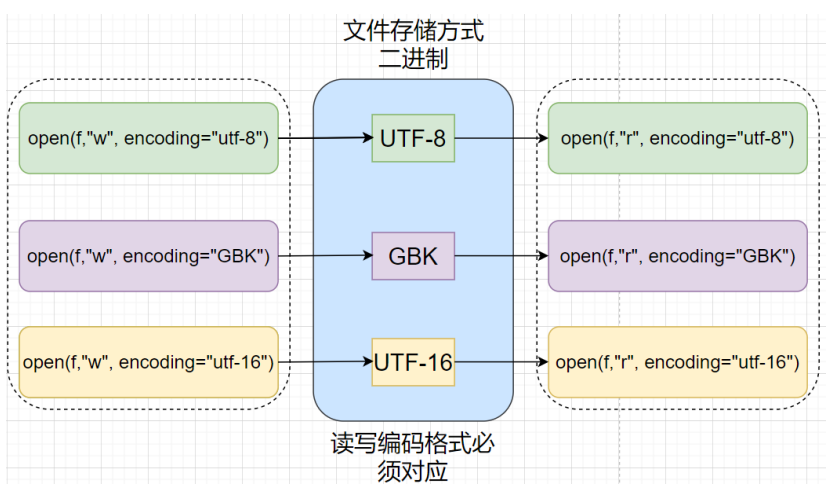 文件存储方式
二进制
open(f,"w", encoding="utf-8")
UTF-8
open(f,"r", encoding="utf-8")
open(f,"w", encoding="GBK")
GBK
open(f,"r", encoding="GBK")
open(f,"w", encoding="utf-16")
UTF-16
open(f,"r", encoding="utf-16")
读写编码格式必
须对应